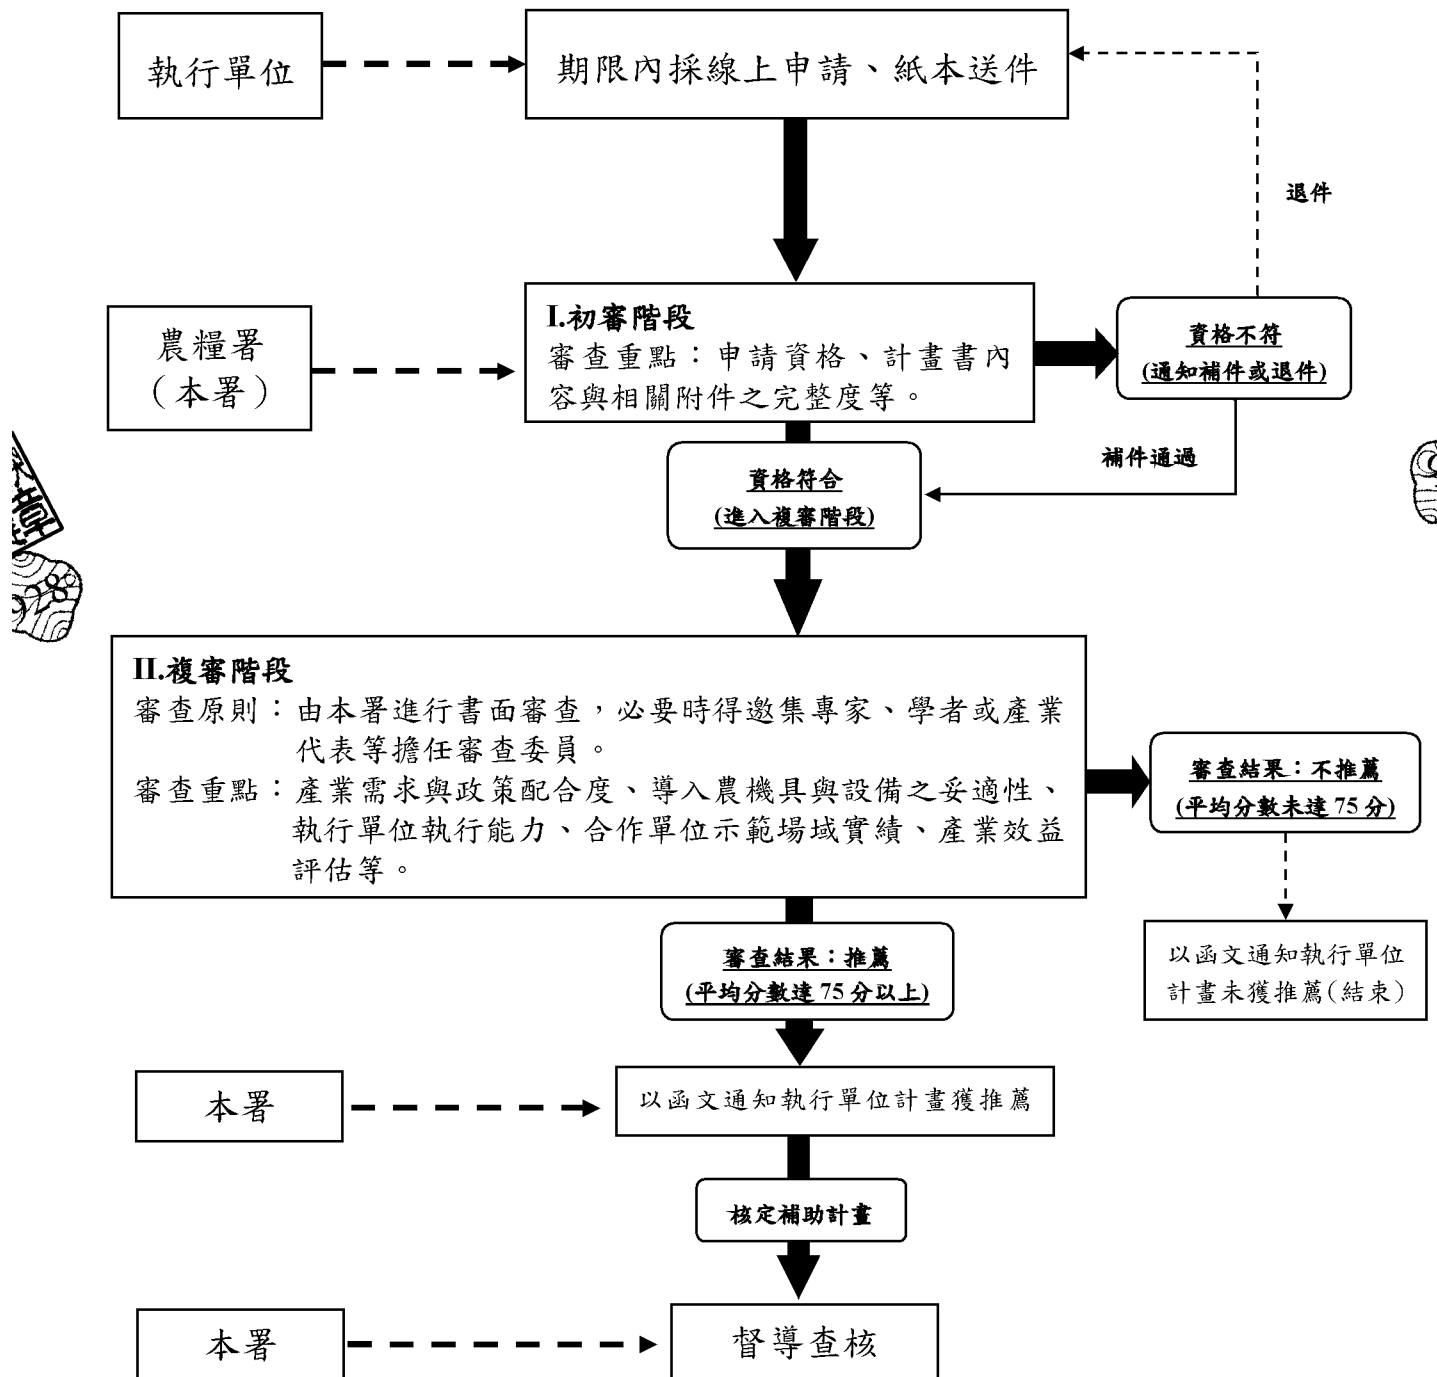 執行單位
期限內採線上申請、紙本送件
退件
農糧署
（本署）
I.初審階段
審查重點：申請資格、計畫書內
容與相關附件之完整度等。
資格不符
(通知補件或退件)
補件通過
資格符合
(進入複審階段)
章
928
II.複審階段
審查原則：由本署進行書面審查，必要時得邀集專家、學者或產業
代表等擔任審查委員。
審查重點：產業需求與政策配合度、導入農機具與設備之妥適性、
執行單位執行能力、合作單位示範場域實績、產業效益
評估等。
審查結果：不推薦
(平均分數未達 75 分)
以函文通知執行單位
計畫未獲推薦(結束)
審查結果：推薦
(平均分數達 75 分以上)
本署
以函文通知執行單位計畫獲推薦
核定補助計畫
本署
督導查核